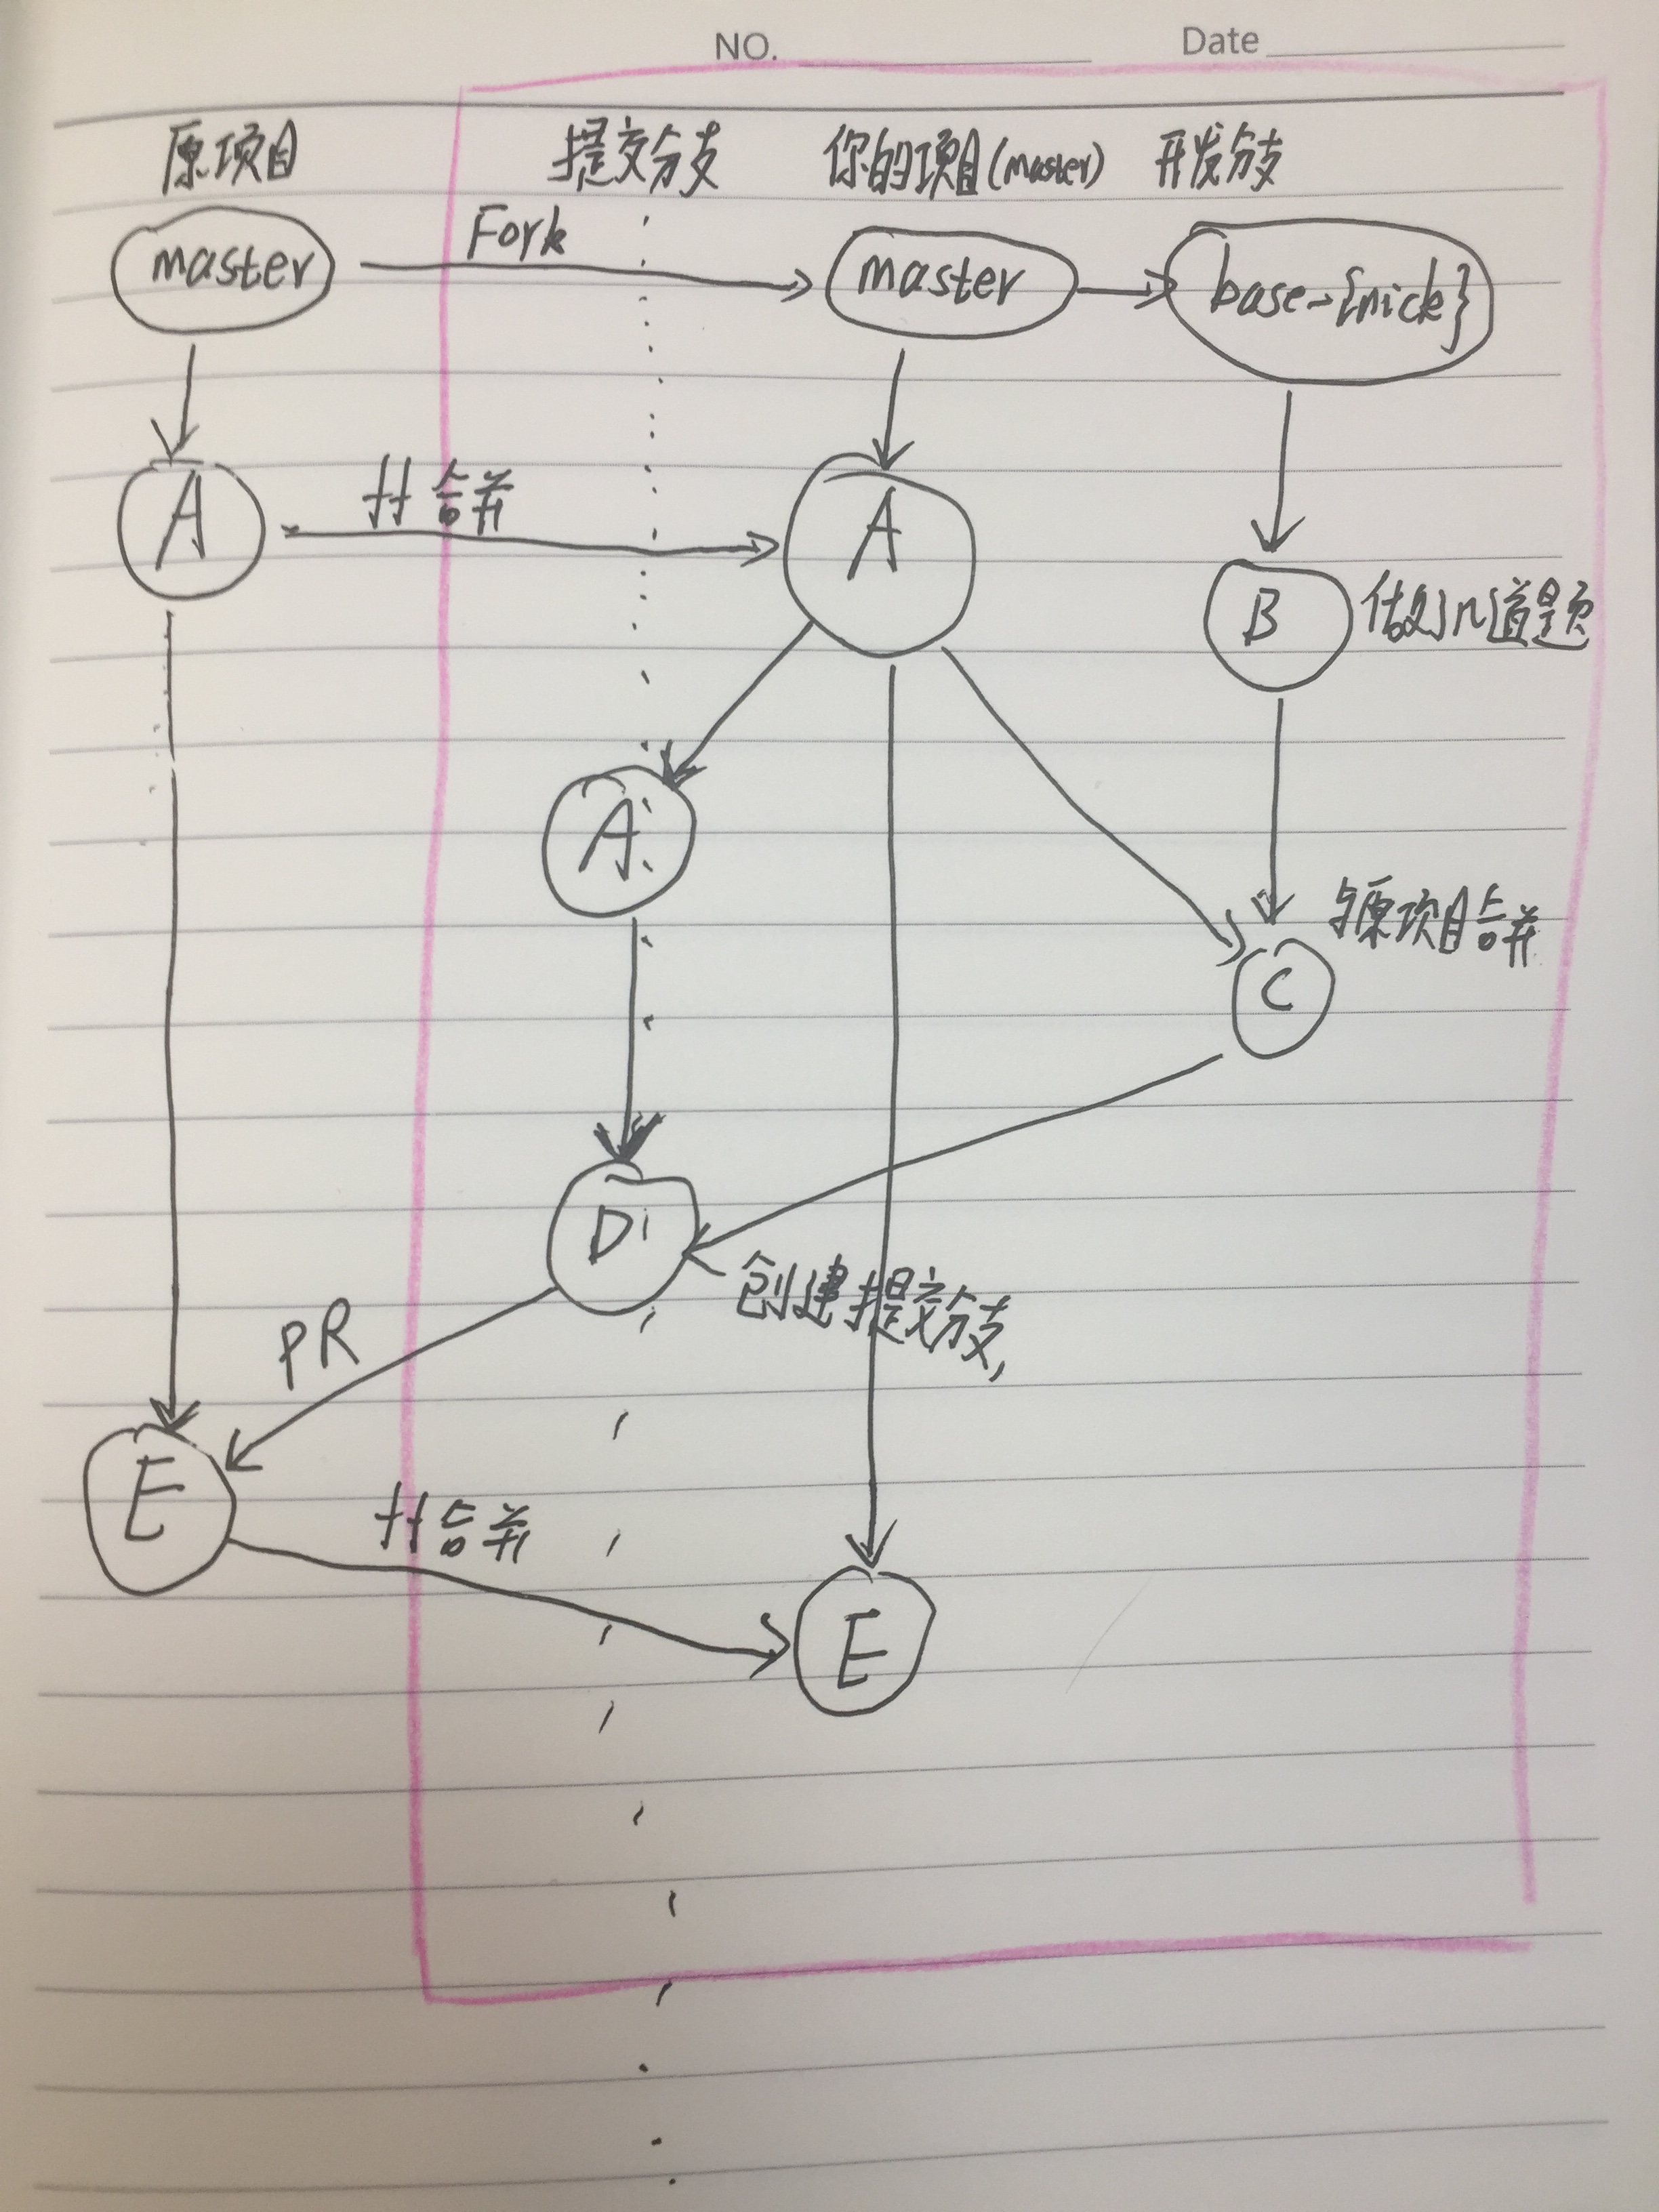 NO. Date
原项目 提交分支 你的项目(master) 开发分支
master Fork master base-{nick}
A 合并 A
B 做了n道题
A
与原项目合并
C
D
创建提交分支,
PR
E 合并
E